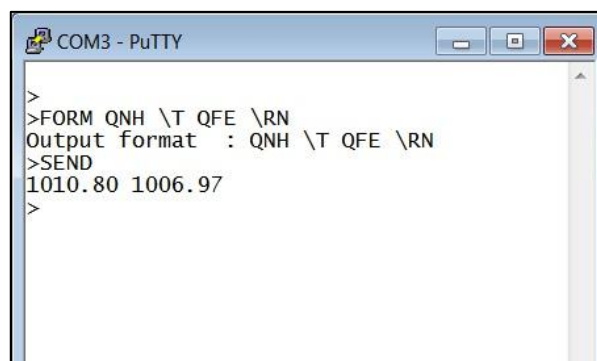 COM3 - PuTTY
>
>FORM QNH \T QFE \RN
Output format  : QNH \T QFE \RN
>SEND
1010.80 1006.97
>